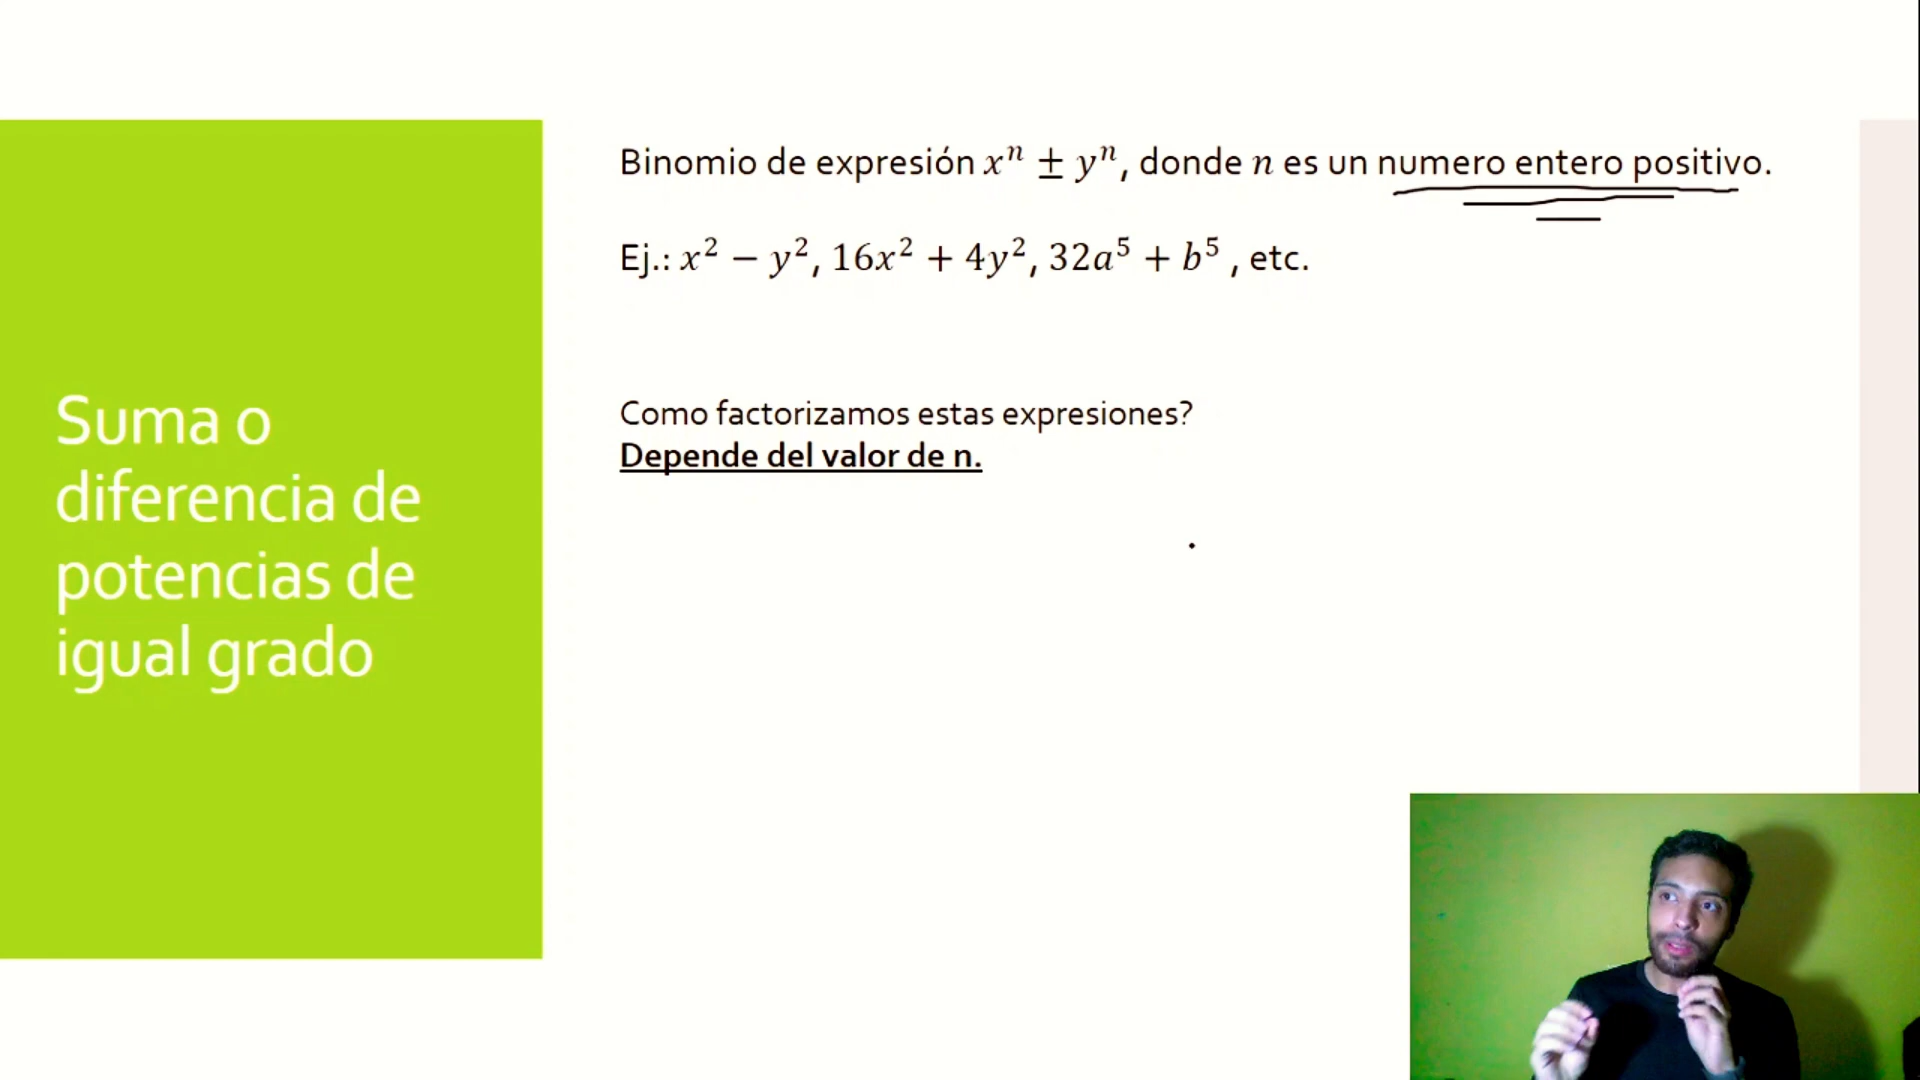 Suma o
diferencia de
potencias de
igual grado
Binomio de expresión xⁿ ± yⁿ, donde n es un numero entero positivo.
Ej.: x² − y², 16x² + 4y², 32a⁵ + b⁵ , etc.
Como factorizamos estas expresiones?
Depende del valor de n.